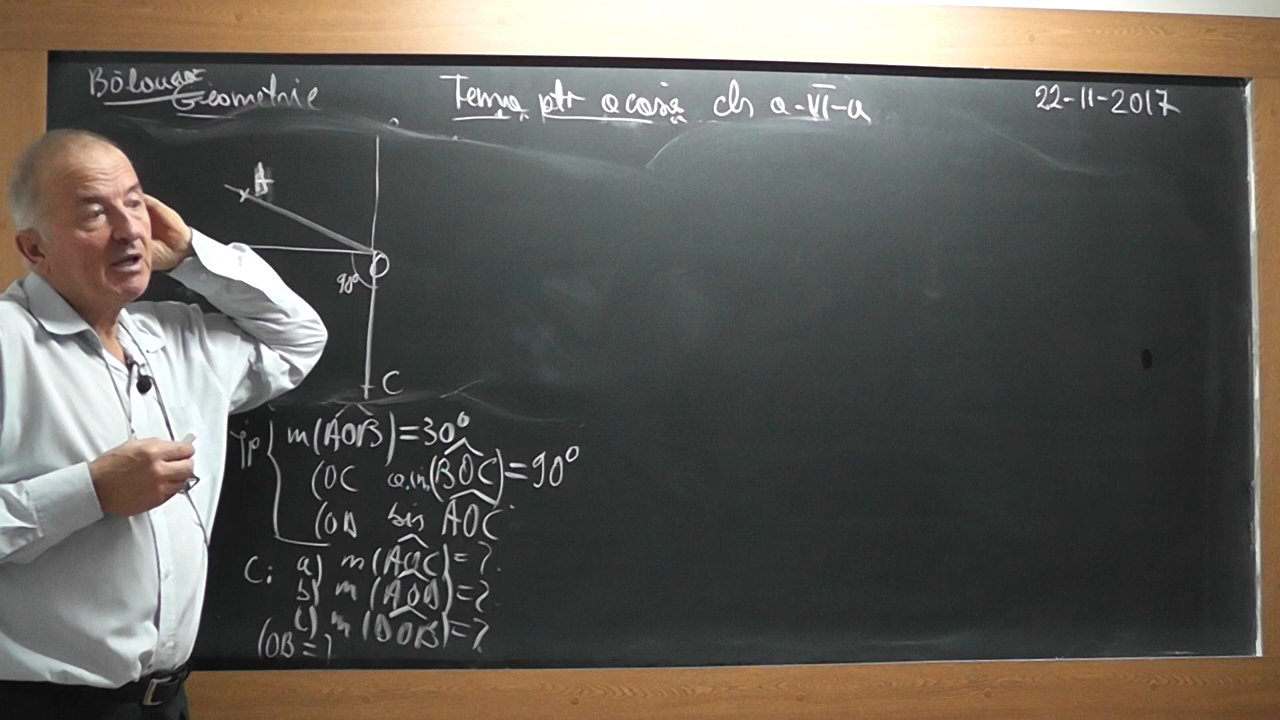 Geometrie
Tema ptr acasă cls a-VI-a
22-11-2017
90°
O
C
Ip
m(AOB)=30°
(OC a.î.m(BOC)=90°
(OD bis AOC
C: a) m(AOC)=?
b) m(AOD)=?
c) m(DOB)=?
(OB=?